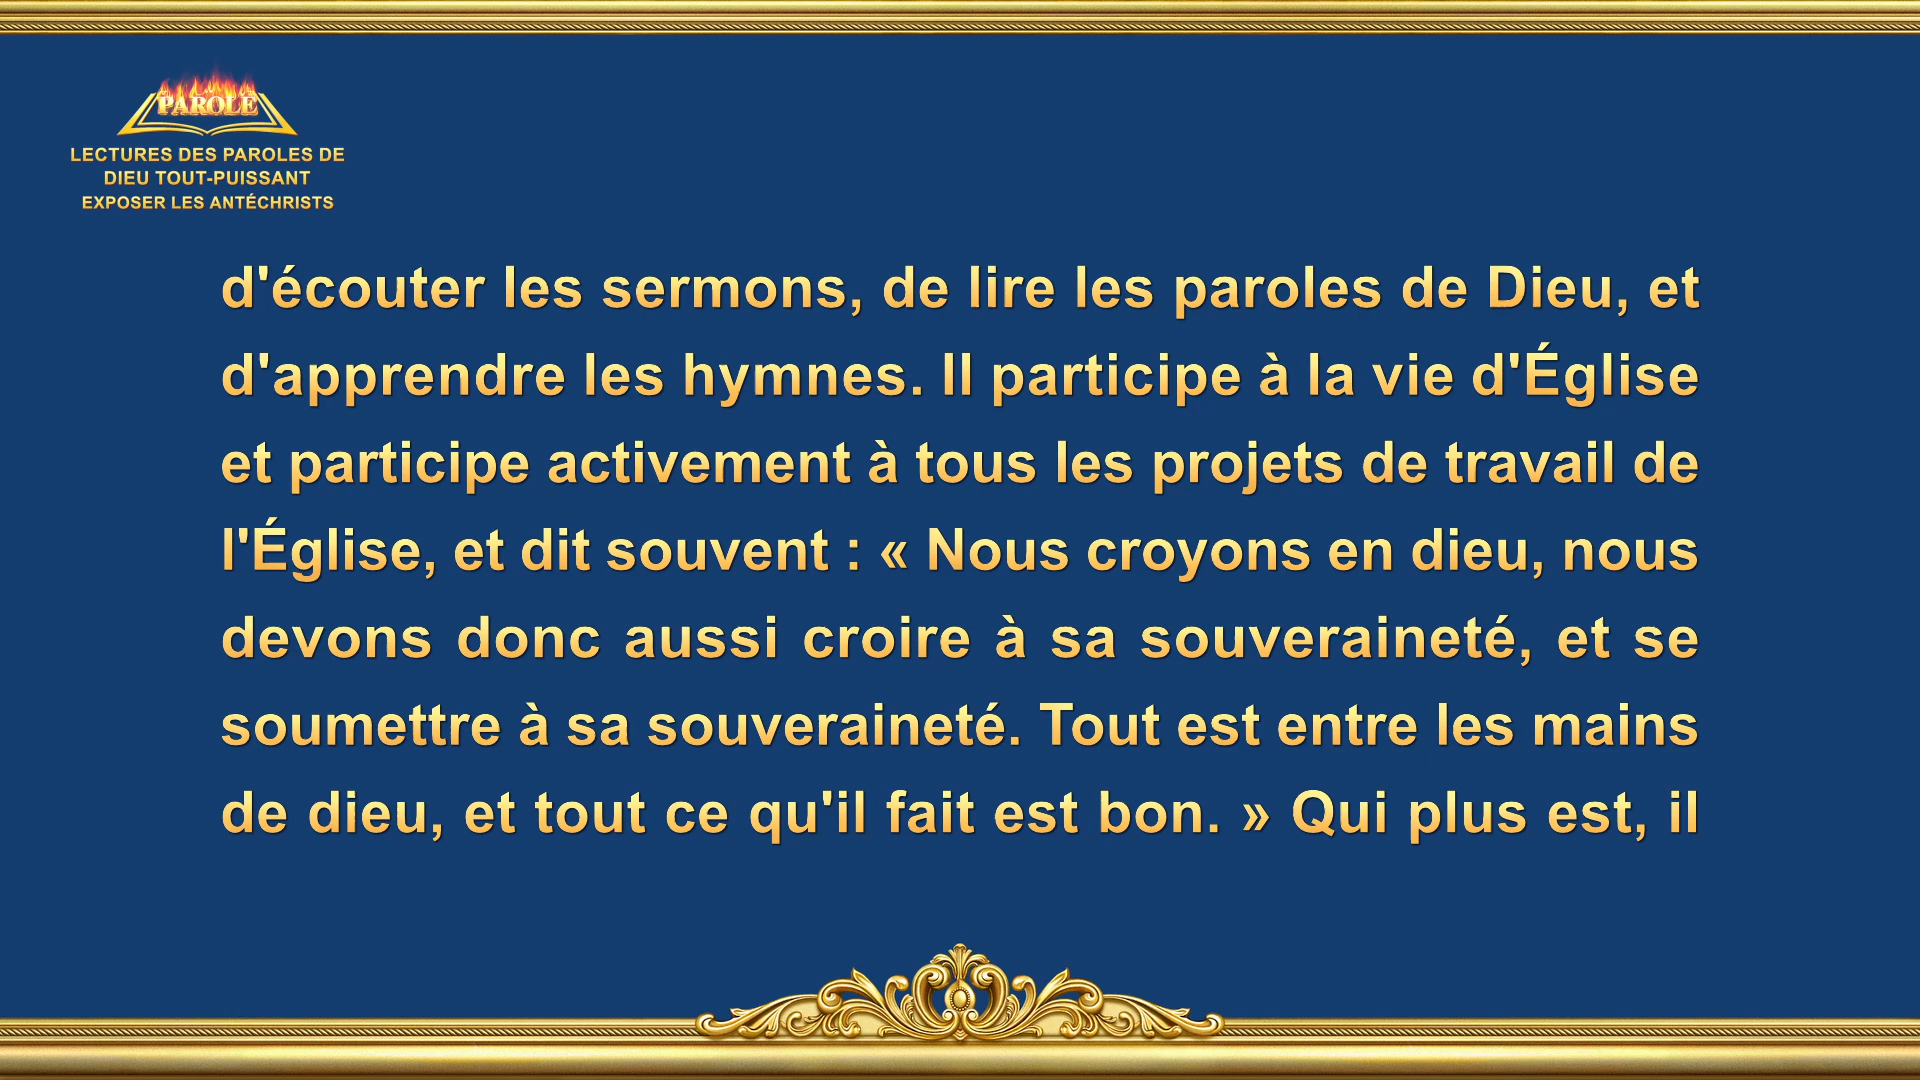 PAROLE
LECTURES DES PAROLES DE
DIEU TOUT-PUISSANT
EXPOSER LES ANTÉCHRISTS
d'écouter les sermons, de lire les paroles de Dieu, et
d'apprendre les hymnes. Il participe à la vie d'Église
et participe activement à tous les projets de travail de
l'Église, et dit souvent : « Nous croyons en dieu, nous
devons donc aussi croire à sa souveraineté, et se
soumettre à sa souveraineté. Tout est entre les mains
de dieu, et tout ce qu'il fait est bon. » Qui plus est, il